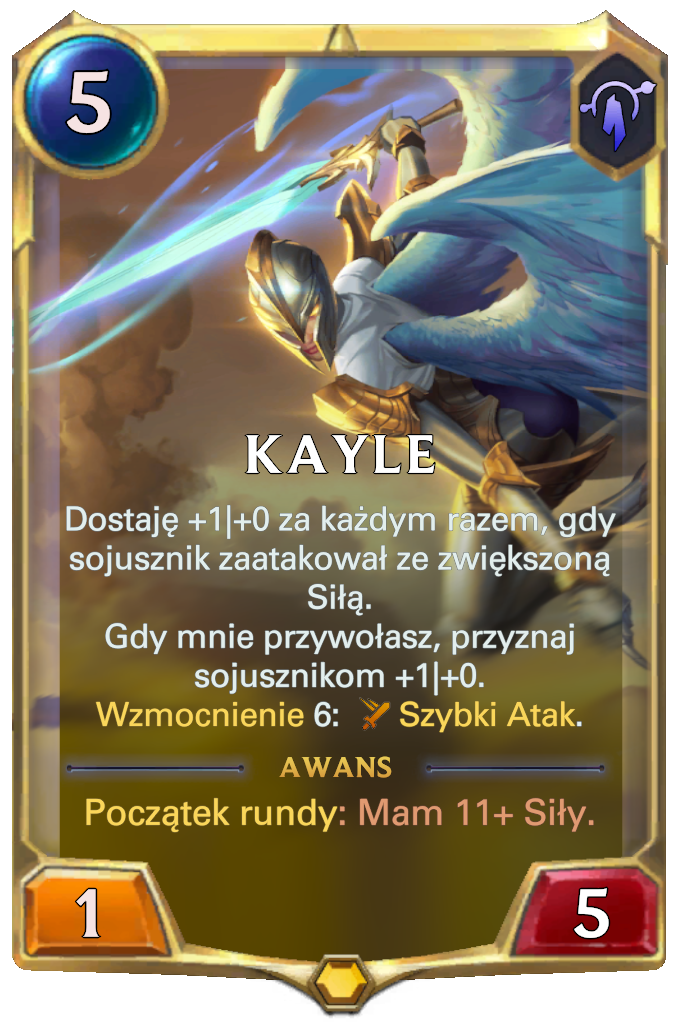 5
KAYLE
Dostaję +1|+0 za każdym razem, gdy
sojusznik zaatakował ze zwiększoną
Siłą.
Gdy mnie przywołasz, przyznaj
sojusznikom +1|+0.
Wzmocnienie 6: Szybki Atak.
AWANS
Początek rundy: Mam 11+ Siły.
1
5